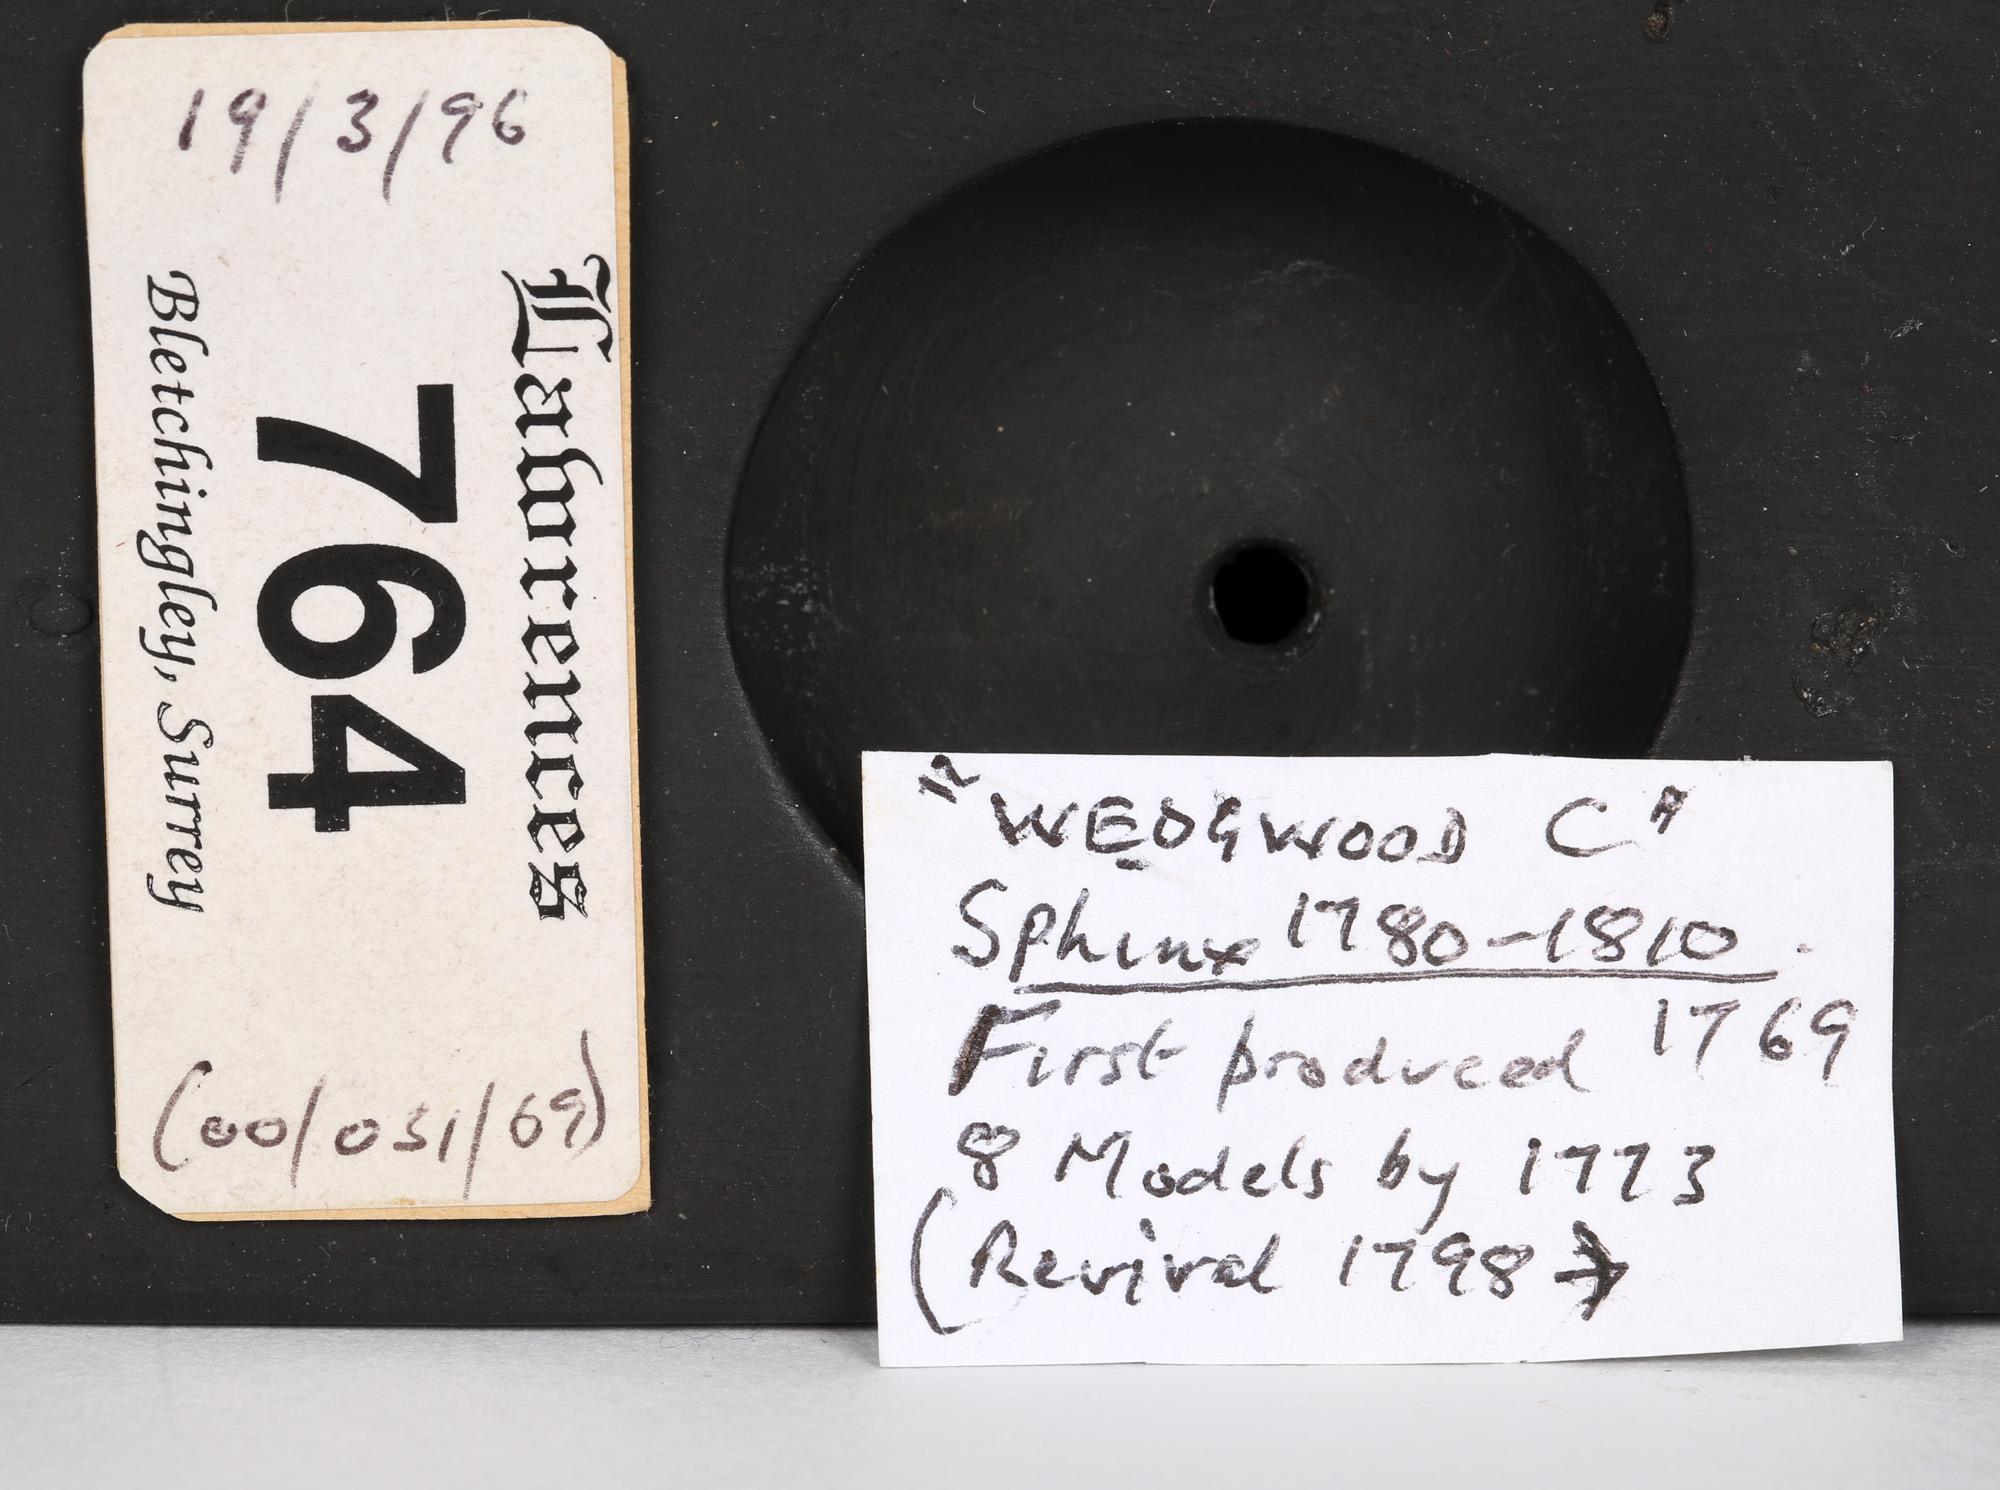 19/3/96
Lawrences
764
Bletchingley, Surrey
(00/031/69)
"WEDGWOOD C"
Sphinx 1780-1810.
First produced 1769
8 Models by 1773
(Revival 1798 →